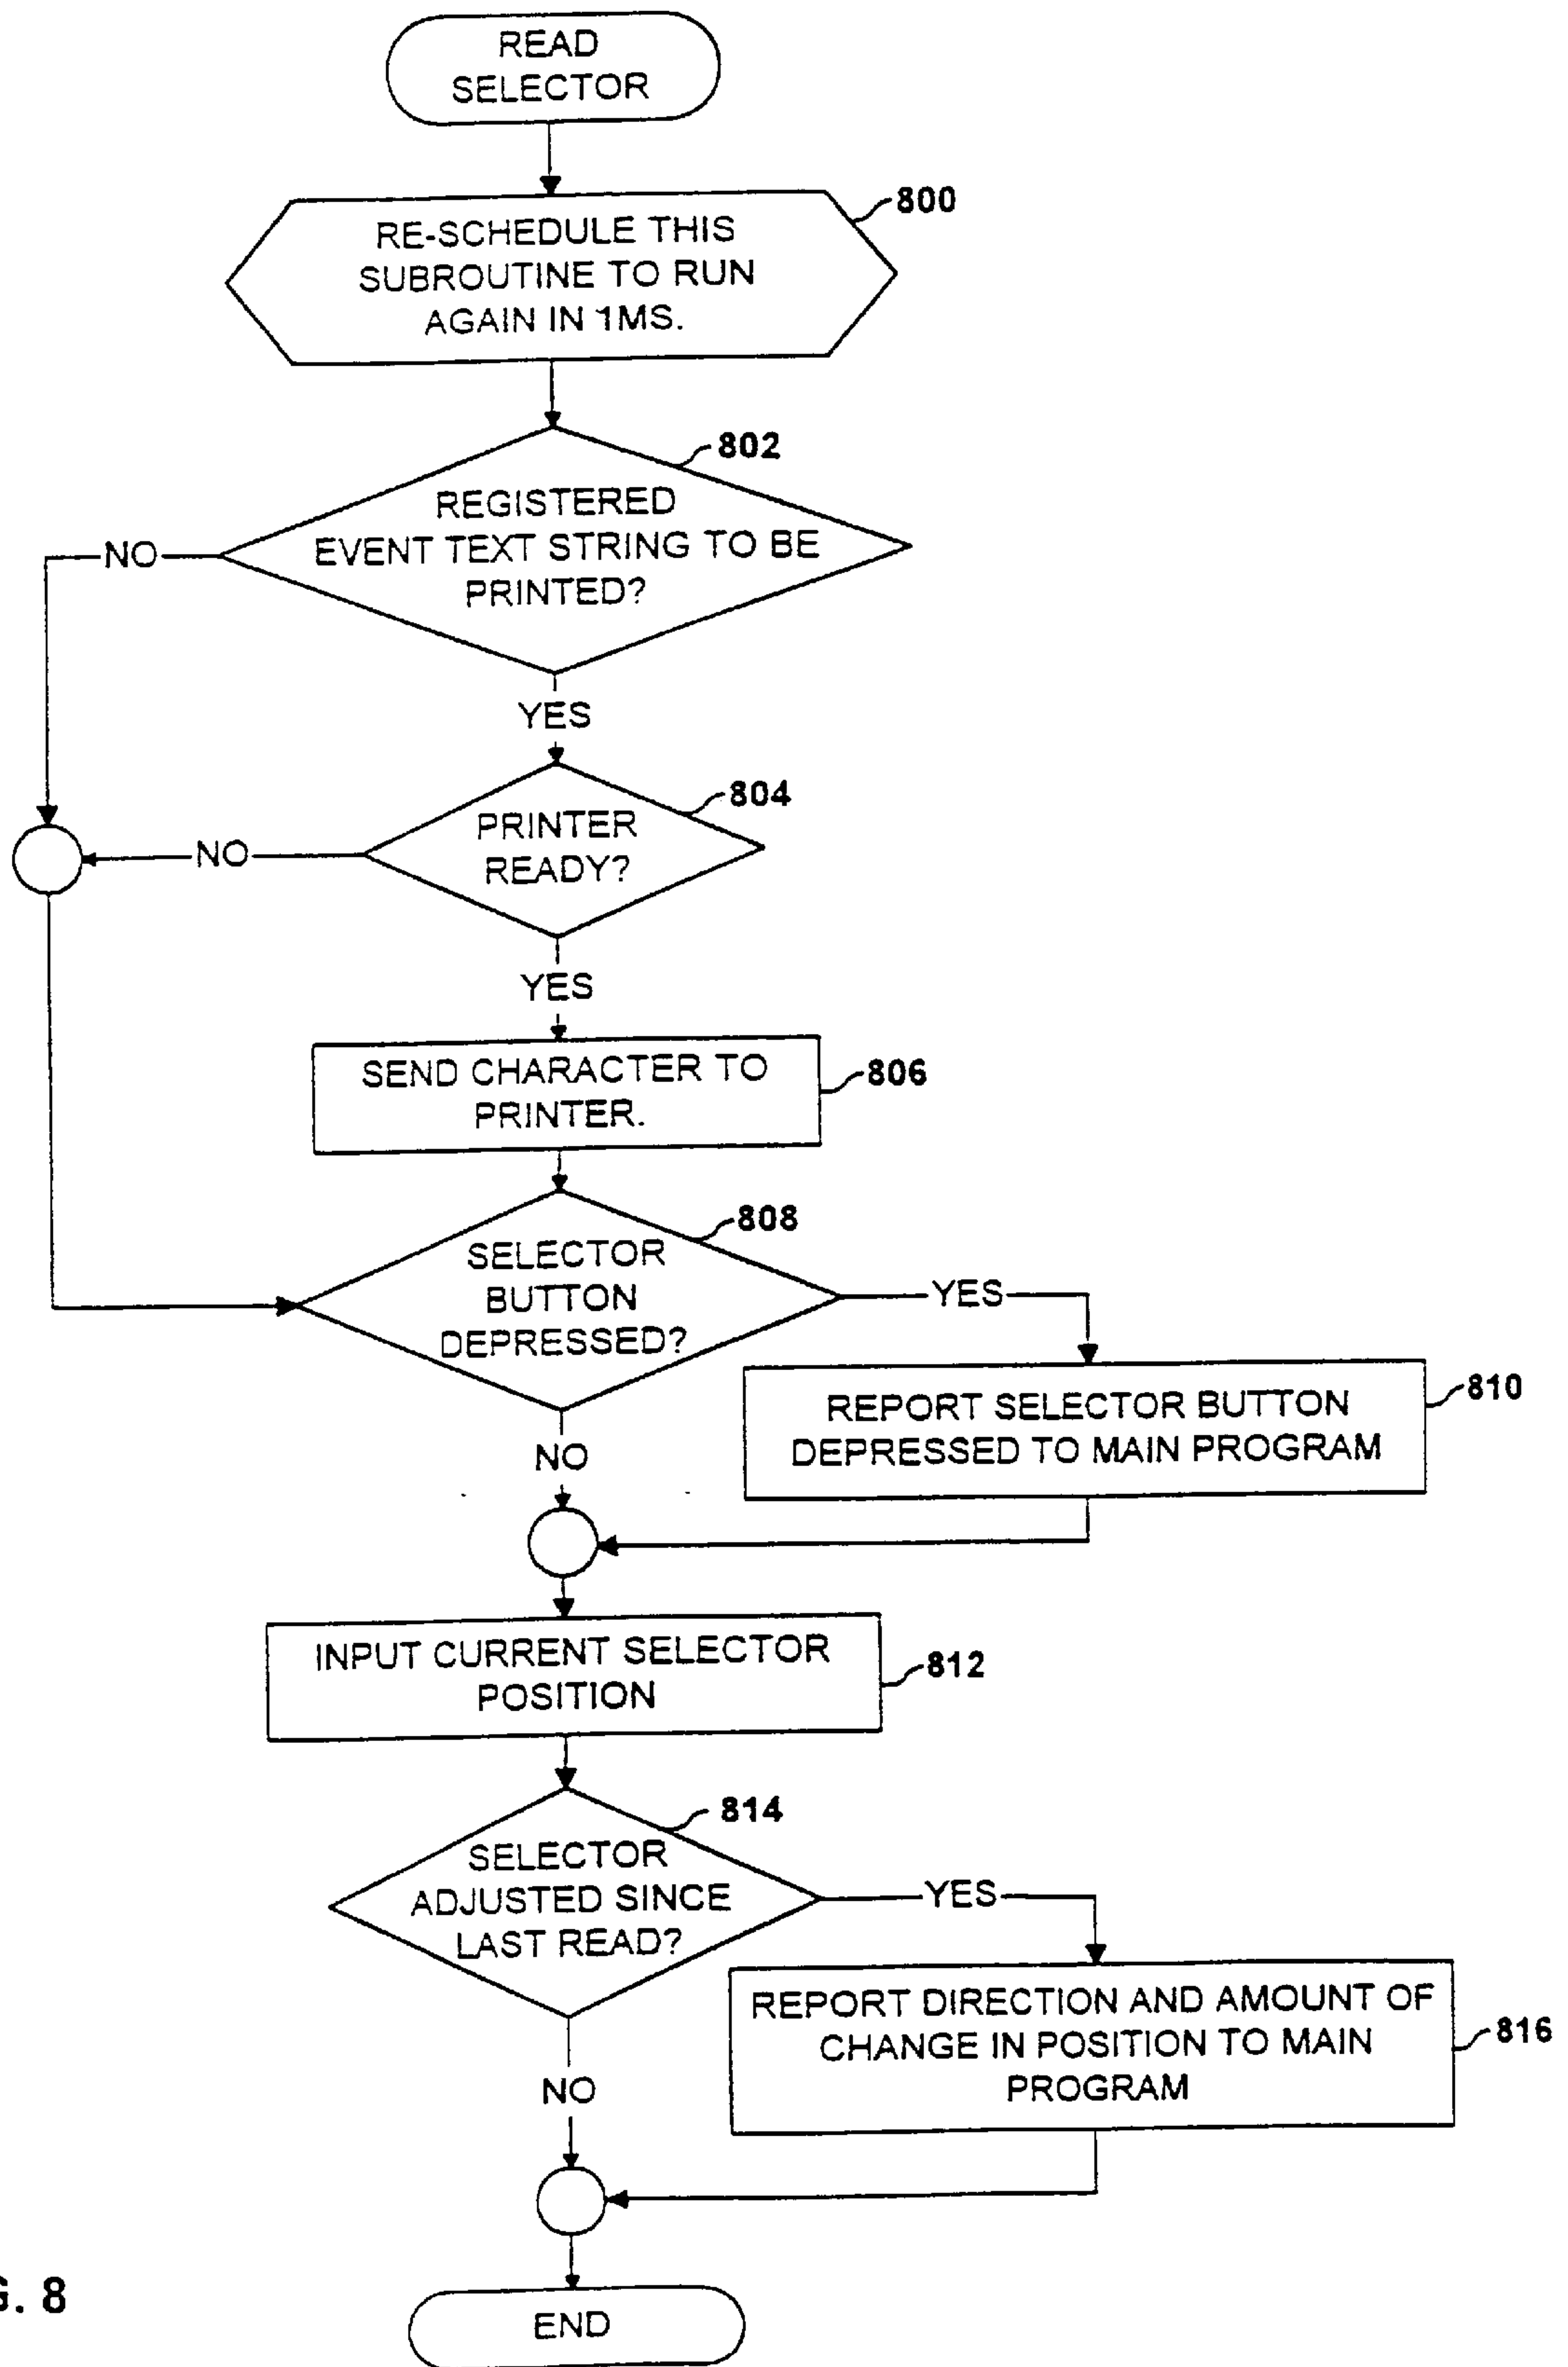 READ
SELECTOR
800
RE-SCHEDULE THIS
SUBROUTINE TO RUN
AGAIN IN 1MS.
802
REGISTERED
EVENT TEXT STRING TO BE
PRINTED?
NO
YES
804
PRINTER
READY?
NO
YES
SEND CHARACTER TO
PRINTER.
806
808
SELECTOR
BUTTON
DEPRESSED?
YES
NO
REPORT SELECTOR BUTTON
DEPRESSED TO MAIN PROGRAM
810
INPUT CURRENT SELECTOR
POSITION
812
814
SELECTOR
ADJUSTED SINCE
LAST READ?
YES
NO
REPORT DIRECTION AND AMOUNT OF
CHANGE IN POSITION TO MAIN
PROGRAM
816
END
G. 8